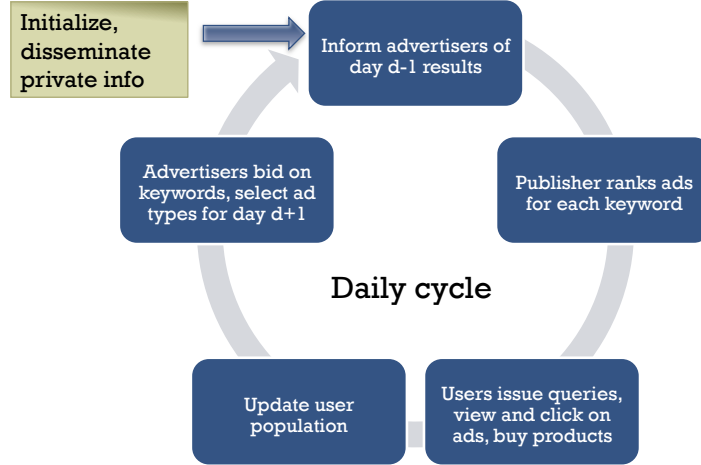 Initialize,
disseminate
private info
Inform advertisers of
day d-1 results
Publisher ranks ads
for each keyword
Users issue queries,
view and click on
ads, buy products
Update user
population
Advertisers bid on
keywords, select ad
types for day d+1
Daily cycle